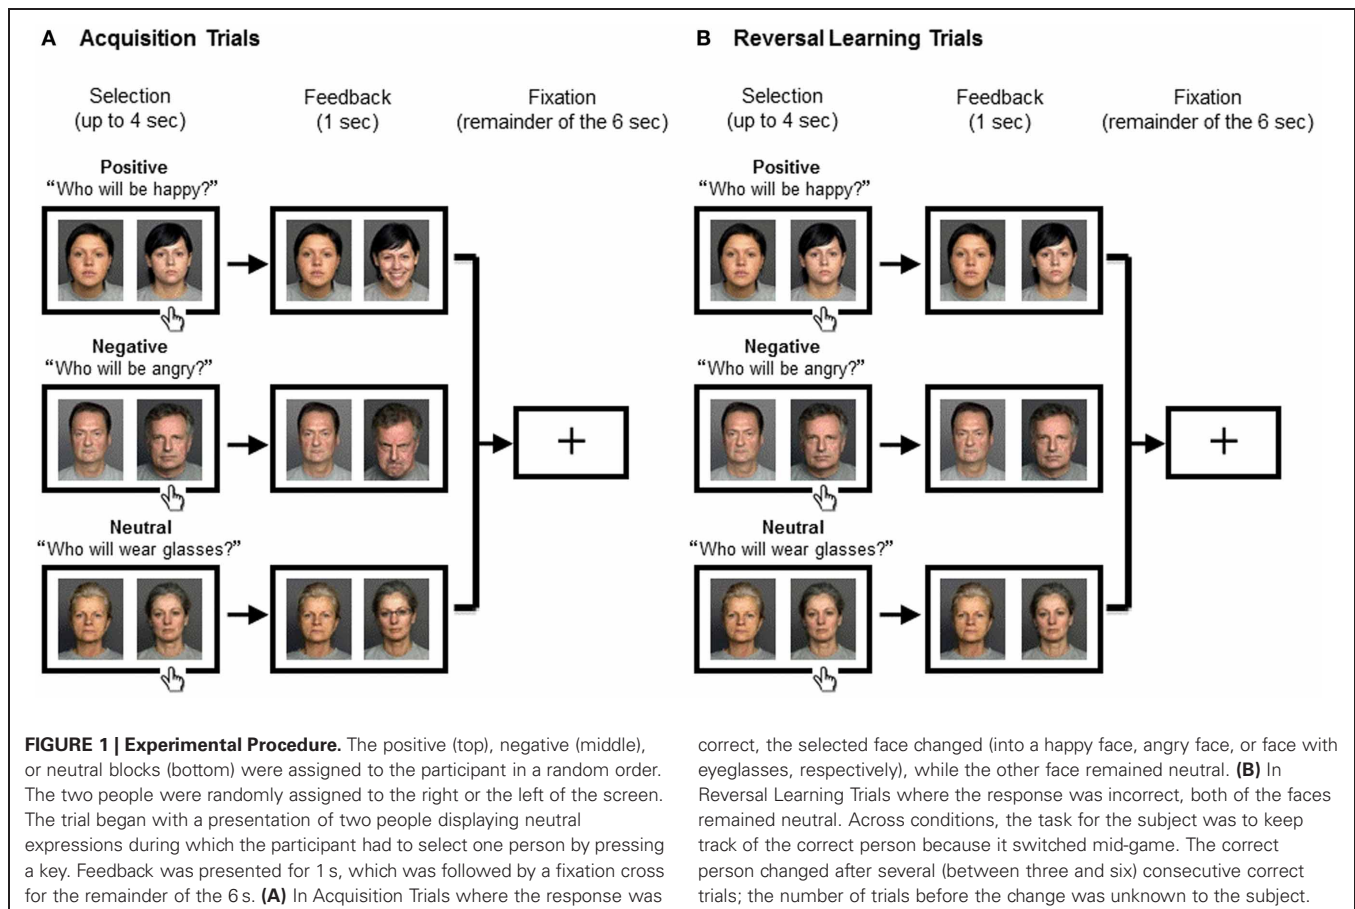 A Acquisition Trials
Selection
(up to 4 sec)
Feedback
(1 sec)
Fixation
(remainder of the 6 sec)
Positive
“Who will be happy?”
Negative
“Who will be angry?”
+
Neutral
“Who will wear glasses?”
B Reversal Learning Trials
Selection
(up to 4 sec)
Feedback
(1 sec)
Fixation
(remainder of the 6 sec)
Positive
“Who will be happy?”
Negative
“Who will be angry?”
+
Neutral
“Who will wear glasses?”
FIGURE 1 | Experimental Procedure. The positive (top), negative (middle),
or neutral blocks (bottom) were assigned to the participant in a random order.
The two people were randomly assigned to the right or the left of the screen.
The trial began with a presentation of two people displaying neutral
expressions during which the participant had to select one person by pressing
a key. Feedback was presented for 1 s, which was followed by a fixation cross
for the remainder of the 6 s. (A) In Acquisition Trials where the response was
correct, the selected face changed (into a happy face, angry face, or face with
eyeglasses, respectively), while the other face remained neutral. (B) In
Reversal Learning Trials where the response was incorrect, both of the faces
remained neutral. Across conditions, the task for the subject was to keep
track of the correct person because it switched mid-game. The correct
person changed after several (between three and six) consecutive correct
trials; the number of trials before the change was unknown to the subject.